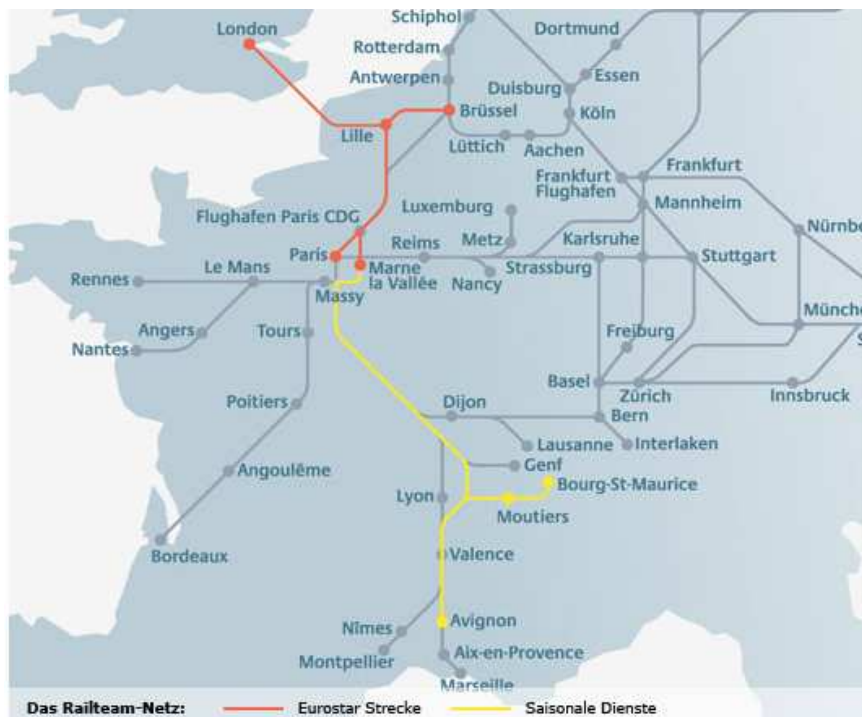 Schiphol
London
Dortmund
Rotterdam
Essen
Antwerpen
Duisburg
Brüssel
Köln
Lille
Lüttich
Aachen
Frankfurt
Frankfurt
Flughafen
Mannheim
Luxemburg
Flughafen Paris CDG
Nürnbe
Paris
Reims
Metz
Karlsruhe
Stuttgart
Marne
la Vallée
Nancy
Strassburg
Rennes
Le Mans
Massy
Münche
S
Angers
Tours
Freiburg
Nantes
Basel
Zürich
Innsbruck
Poitiers
Dijon
Bern
Lausanne
Interlaken
Genf
Angoulême
Bourg-St-Maurice
Lyon
Moutiers
Bordeaux
Valence
Avignon
Nîmes
Aix-en-Provence
Montpellier
Marseille
Das Railteam-Netz: Eurostar Strecke Saisonale Dienste